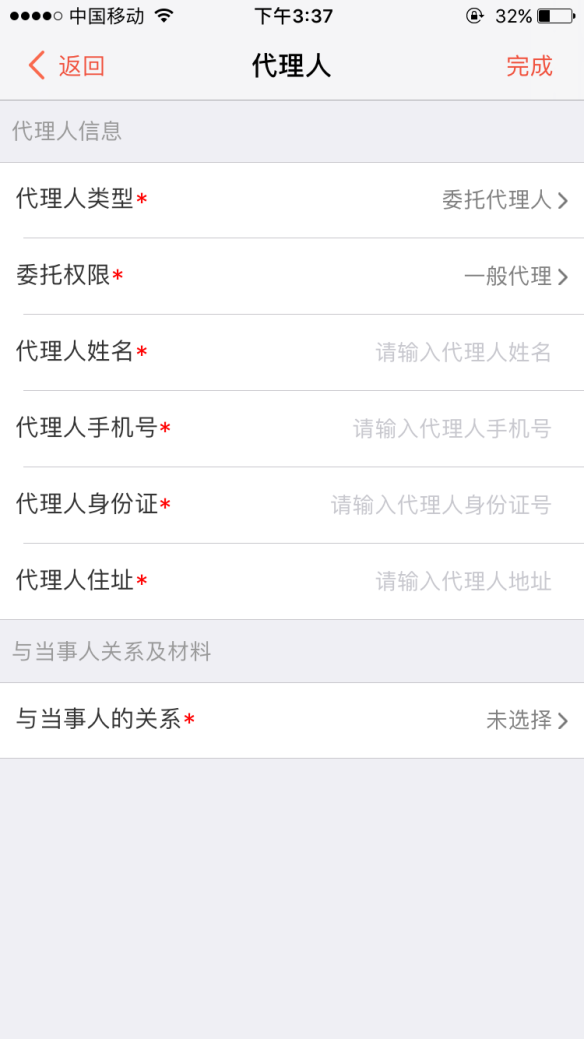 中国移动 下午3:37 32%
返回 代理人 完成
代理人信息
代理人类型* 委托代理人
委托权限* 一般代理
代理人姓名* 请输入代理人姓名
代理人手机号* 请输入代理人手机号
代理人身份证* 请输入代理人身份证号
代理人住址* 请输入代理人地址
与当事人关系及材料
与当事人的关系* 未选择